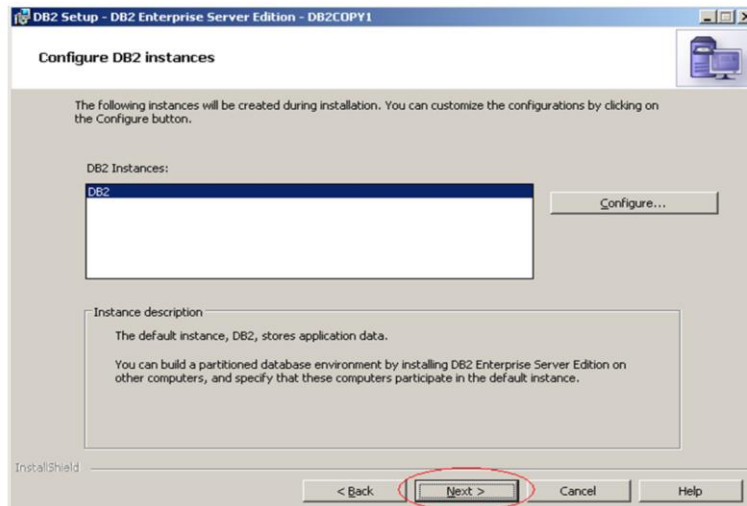 DB2 Setup - DB2 Enterprise Server Edition - DB2COPY1
Configure DB2 instances
The following instances will be created during installation. You can customize the configurations by clicking on
the Configure button.
DB2 Instances:
DB2
Configure...
Instance description
The default instance, DB2, stores application data.
You can build a partitioned database environment by installing DB2 Enterprise Server Edition on
other computers, and specify that these computers participate in the default instance.
InstallShield
< Back
Next >
Cancel
Help